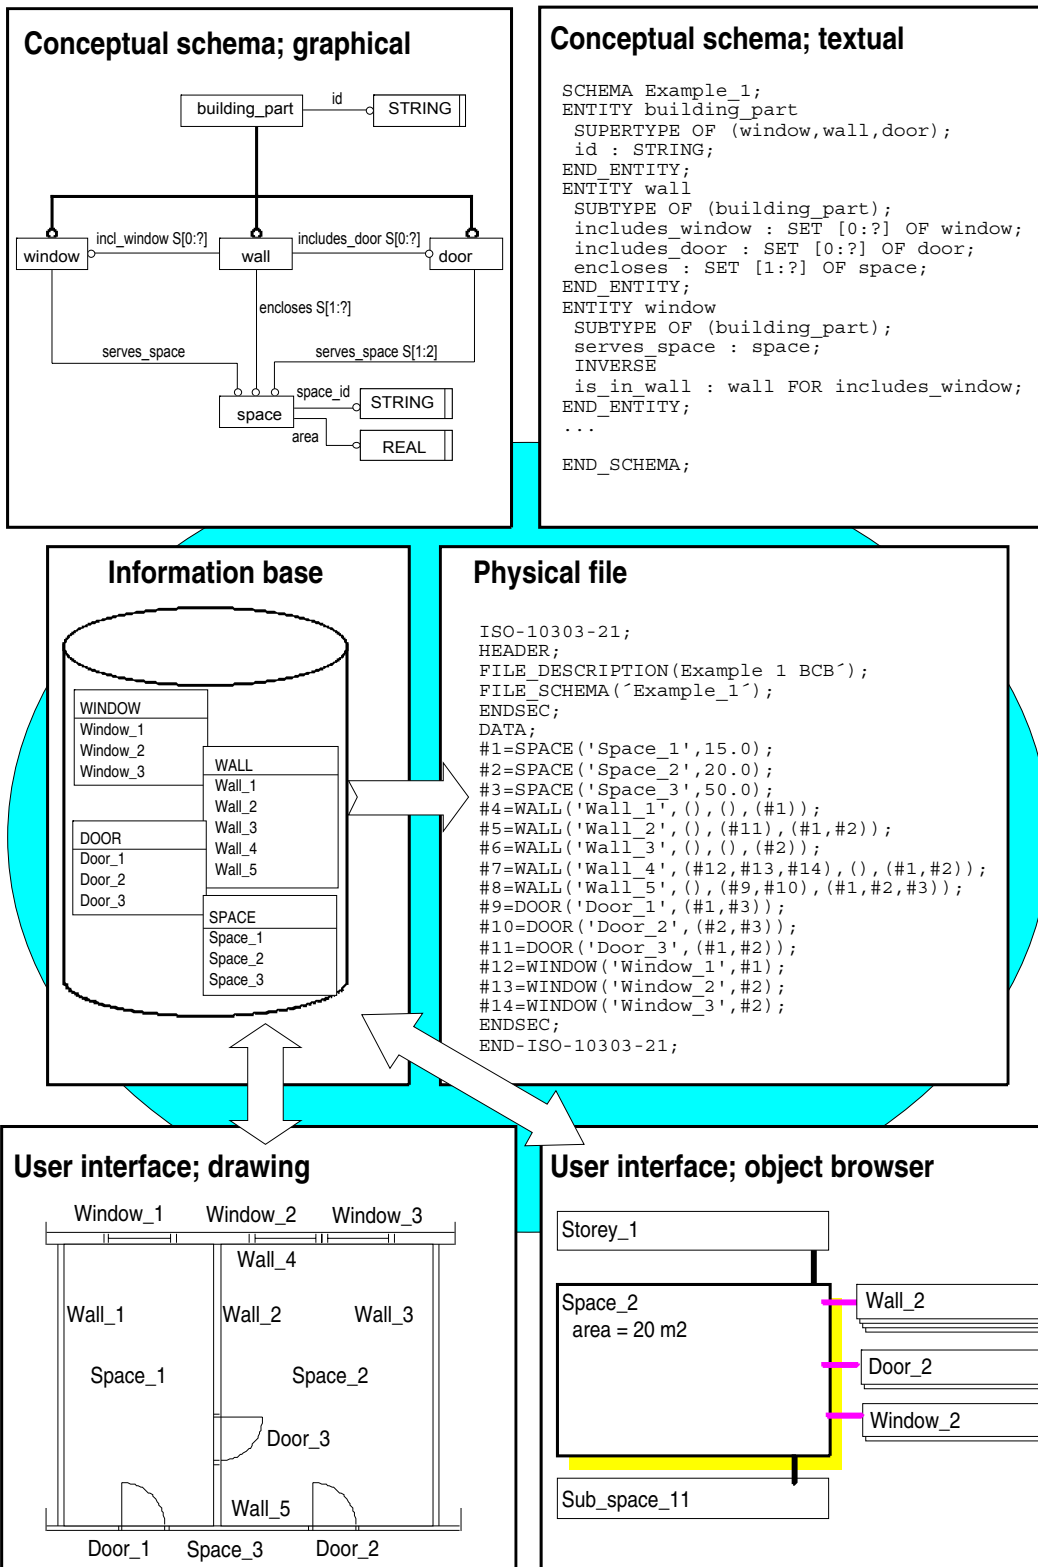 Conceptual schema; graphical
building_part
id
STRING
window
incl_window S[0:?]
wall
includes_door S[0:?]
door
encloses S[1:?]
serves_space
serves_space S[1:2]
space
space_id
STRING
area
REAL
Conceptual schema; textual
SCHEMA Example_1;
ENTITY building_part
SUPERTYPE OF (window,wall,door);
id : STRING;
END_ENTITY;
ENTITY wall
SUBTYPE OF (building_part);
includes_window : SET [0:?] OF window;
includes_door : SET [0:?] OF door;
encloses : SET [1:?] OF space;
END_ENTITY;
ENTITY window
SUBTYPE OF (building_part);
serves_space : space;
INVERSE
is_in_wall : wall FOR includes_window;
END_ENTITY;
...
END_SCHEMA;
Information base
WINDOW
Window_1
Window_2
Window_3
WALL
Wall_1
Wall_2
Wall_3
Wall_4
Wall_5
DOOR
Door_1
Door_2
Door_3
SPACE
Space_1
Space_2
Space_3
Physical file
ISO-10303-21;
HEADER;
FILE_DESCRIPTION(Example 1 BCB´);
FILE_SCHEMA(´Example_1´);
ENDSEC;
DATA;
#1=SPACE('Space_1',15.0);
#2=SPACE('Space_2',20.0);
#3=SPACE('Space_3',50.0);
#4=WALL('Wall_1',(),(),(#1));
#5=WALL('Wall_2',(),(#11),(#1,#2));
#6=WALL('Wall_3',(),(),(#2));
#7=WALL('Wall_4',(#12,#13,#14),(),(#1,#2));
#8=WALL('Wall_5',(),(#9,#10),(#1,#2,#3));
#9=DOOR('Door_1',(#1,#3));
#10=DOOR('Door_2',(#2,#3));
#11=DOOR('Door_3',(#1,#2));
#12=WINDOW('Window_1',#1);
#13=WINDOW('Window_2',#2);
#14=WINDOW('Window_3',#2);
ENDSEC;
END-ISO-10303-21;
User interface; drawing
Window_1 Window_2 Window_3
Wall_4
Wall_1 Wall_2 Wall_3
Space_1 Space_2
Door_3
Wall_5
Door_1 Space_3 Door_2
User interface; object browser
Storey_1
Space_2
area = 20 m2
Wall_2
Door_2
Window_2
Sub_space_11